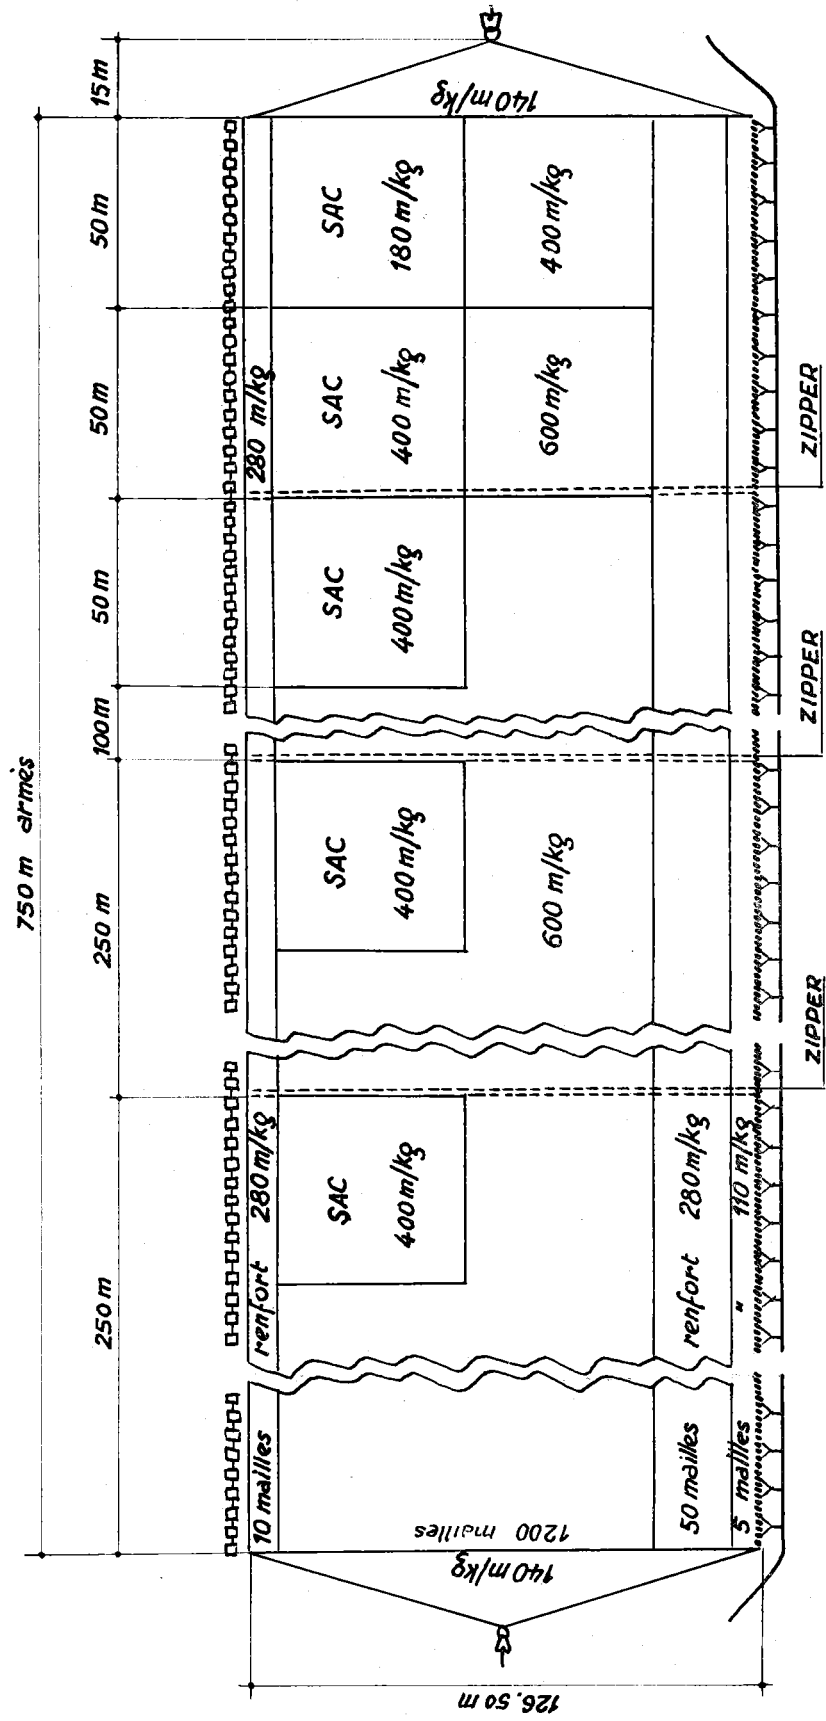 750 m armés
250 m
250 m
100 m
50 m
50 m
50 m
15 m
280 m/kg
renfort 280 m/kg
10 mailles
SAC
400 m/kg
SAC
400 m/kg
SAC
400 m/kg
SAC
400 m/kg
SAC
180 m/kg
140 m/kg
1200 mailles
140 m/kg
600 m/kg
600 m/kg
400 m/kg
50 mailles
renfort 280 m/kg
5 mailles
" 110 m/kg
ZIPPER
ZIPPER
ZIPPER
126.50 m